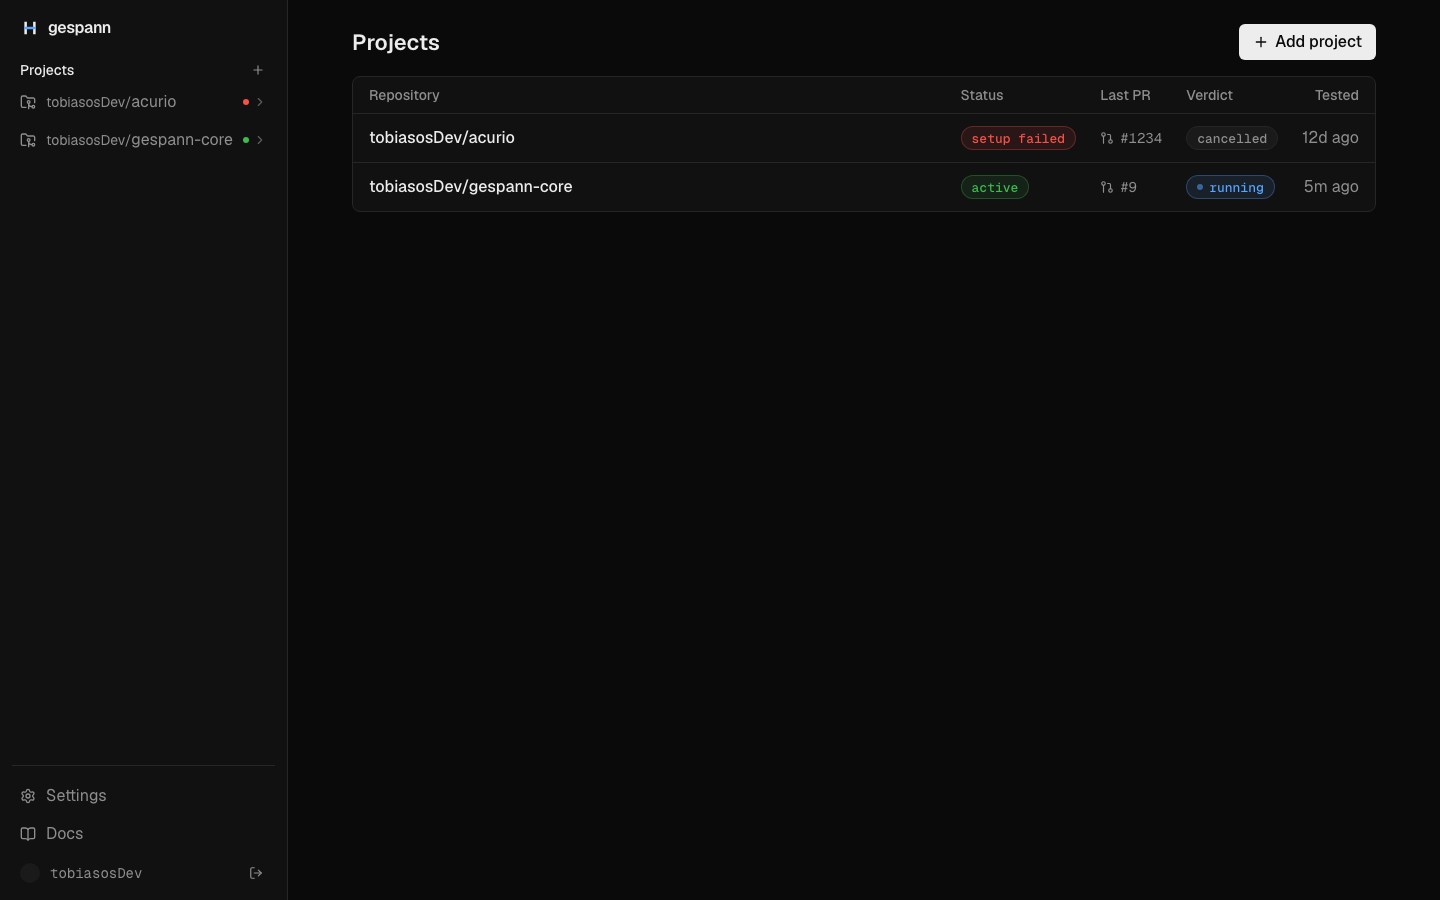 gespann
Projects
tobiasosDev/acurio
tobiasosDev/gespann-core
Settings
Docs
tobiasosDev
Projects
Add project
Repository Status Last PR Verdict Tested
tobiasosDev/acurio setup failed #1234 cancelled 12d ago
tobiasosDev/gespann-core active #9 running 5m ago